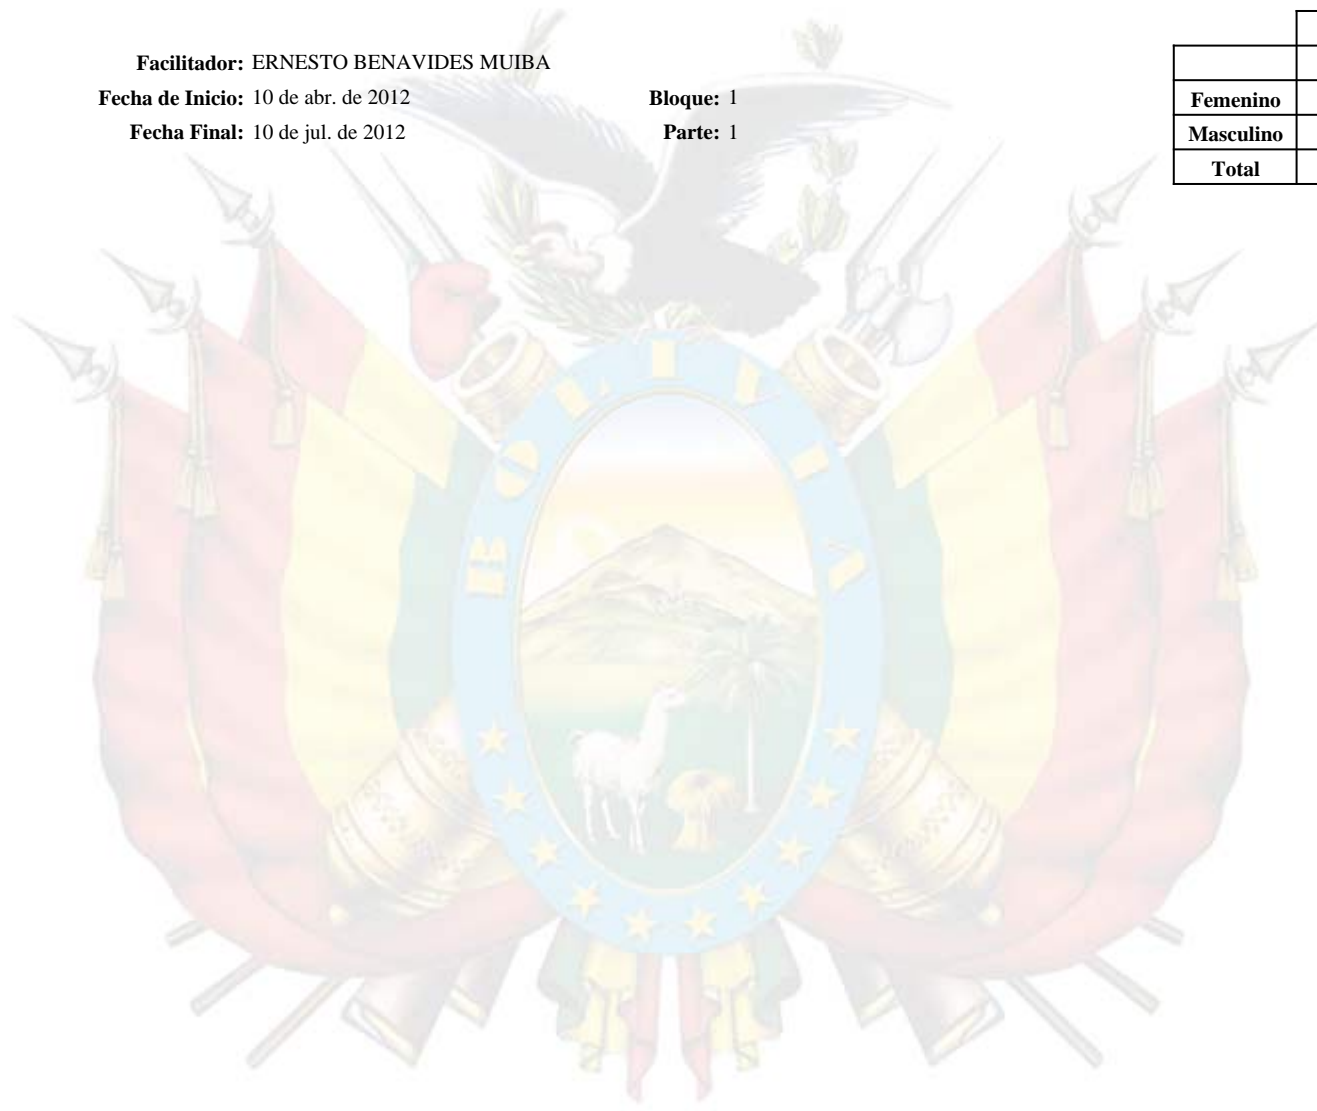 Facilitador: ERNESTO BENAVIDES MUIBA
Fecha de Inicio: 10 de abr. de 2012 Bloque: 1
Fecha Final: 10 de jul. de 2012 Parte: 1
Femenino
Masculino
Total
BOLIVIA